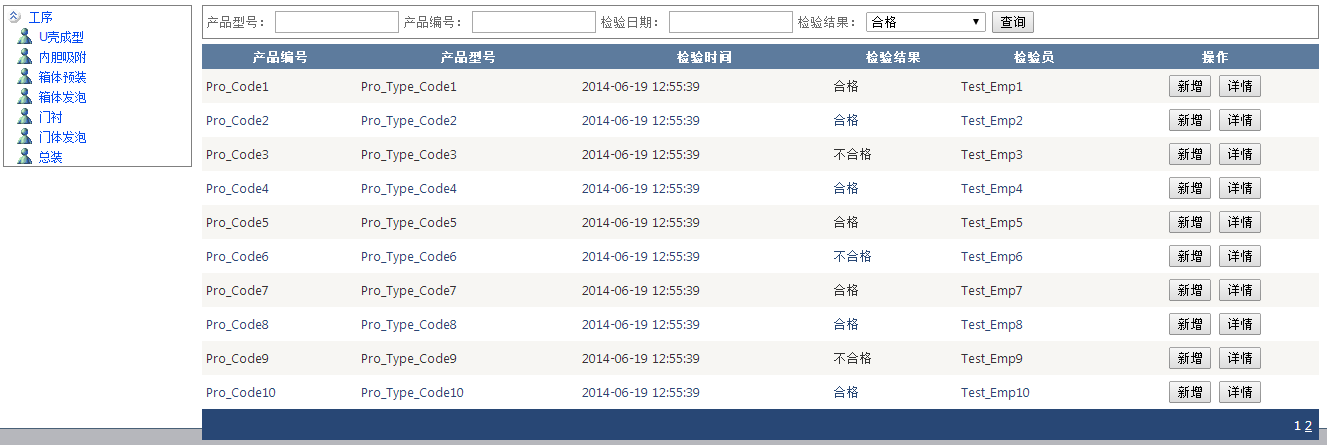 工序
U壳成型
内胆吸附
箱体预装
箱体发泡
门衬
门体发泡
总装
产品型号： 产品编号： 检验日期： 检验结果： 合格 查询
产品编号 产品型号 检验时间 检验结果 检验员 操作
Pro_Code1 Pro_Type_Code1 2014-06-19 12:55:39 合格 Test_Emp1 新增 详情
Pro_Code2 Pro_Type_Code2 2014-06-19 12:55:39 合格 Test_Emp2 新增 详情
Pro_Code3 Pro_Type_Code3 2014-06-19 12:55:39 不合格 Test_Emp3 新增 详情
Pro_Code4 Pro_Type_Code4 2014-06-19 12:55:39 合格 Test_Emp4 新增 详情
Pro_Code5 Pro_Type_Code5 2014-06-19 12:55:39 合格 Test_Emp5 新增 详情
Pro_Code6 Pro_Type_Code6 2014-06-19 12:55:39 不合格 Test_Emp6 新增 详情
Pro_Code7 Pro_Type_Code7 2014-06-19 12:55:39 合格 Test_Emp7 新增 详情
Pro_Code8 Pro_Type_Code8 2014-06-19 12:55:39 合格 Test_Emp8 新增 详情
Pro_Code9 Pro_Type_Code9 2014-06-19 12:55:39 不合格 Test_Emp9 新增 详情
Pro_Code10 Pro_Type_Code10 2014-06-19 12:55:39 合格 Test_Emp10 新增 详情
1 2